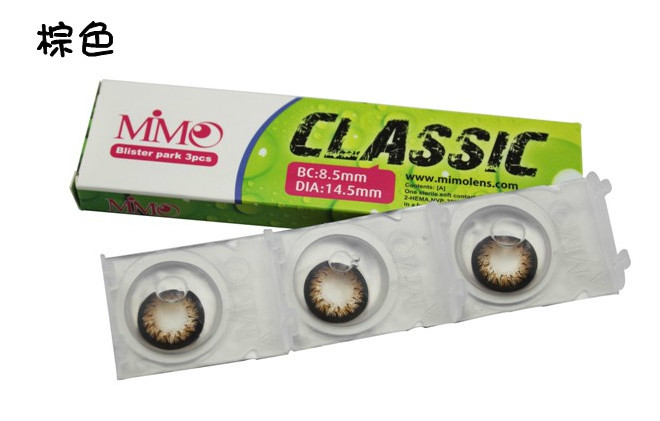 棕色
MIMO
Blister park 3pcs
CLASSIC
BC:8.5mm
DIA:14.5mm
www.mimolens.com
Contents: [A]
One sterile soft contact
2-HEMA,NVP,
in a b
MIMO